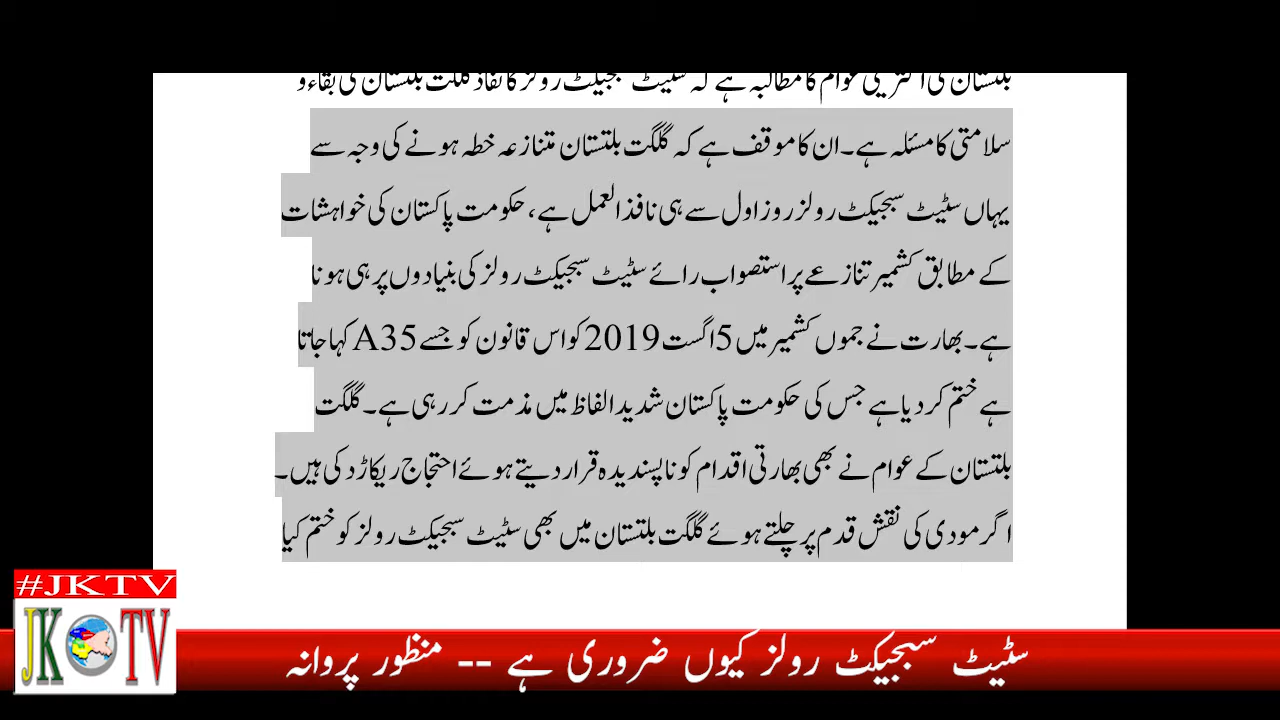 بلتستان کی اکثریتی عوام کا مطالبہ ہے کہ سٹیٹ سبجیکٹ رولز کا نفاذ گلگت بلتستان کی بقاء و
سلامتی کا مسئلہ ہے۔ ان کا موقف ہے کہ گلگت بلتستان متنازعہ خطہ ہونے کی وجہ سے
یہاں سٹیٹ سبجیکٹ رولز روز اول سے ہی نافذ العمل ہے، حکومت پاکستان کی خواہشات
کے مطابق کشمیر تنازعے پر استصواب رائے سٹیٹ سبجیکٹ رولز کی بنیادوں پر ہی ہونا
ہے۔ بھارت نے جموں کشمیر میں 5 اگست 2019 کو اس قانون کو جسے A35 کہا جاتا
ہے ختم کر دیا ہے جس کی حکومت پاکستان شدید الفاظ میں مذمت کر رہی ہے۔ گلگت
بلتستان کے عوام نے بھی بھارتی اقدام کو ناپسندیدہ قرار دیتے ہوئے احتجاج ریکاڑد کی ہیں۔
اگر مودی کی نقش قدم پر چلتے ہوئے گلگت بلتستان میں بھی سٹیٹ سبجیکٹ رولز کو ختم کیا
#JKTV
JK TV
سٹیٹ سبجیکٹ رولز کیوں ضروری ہے -- منظور پروانہ